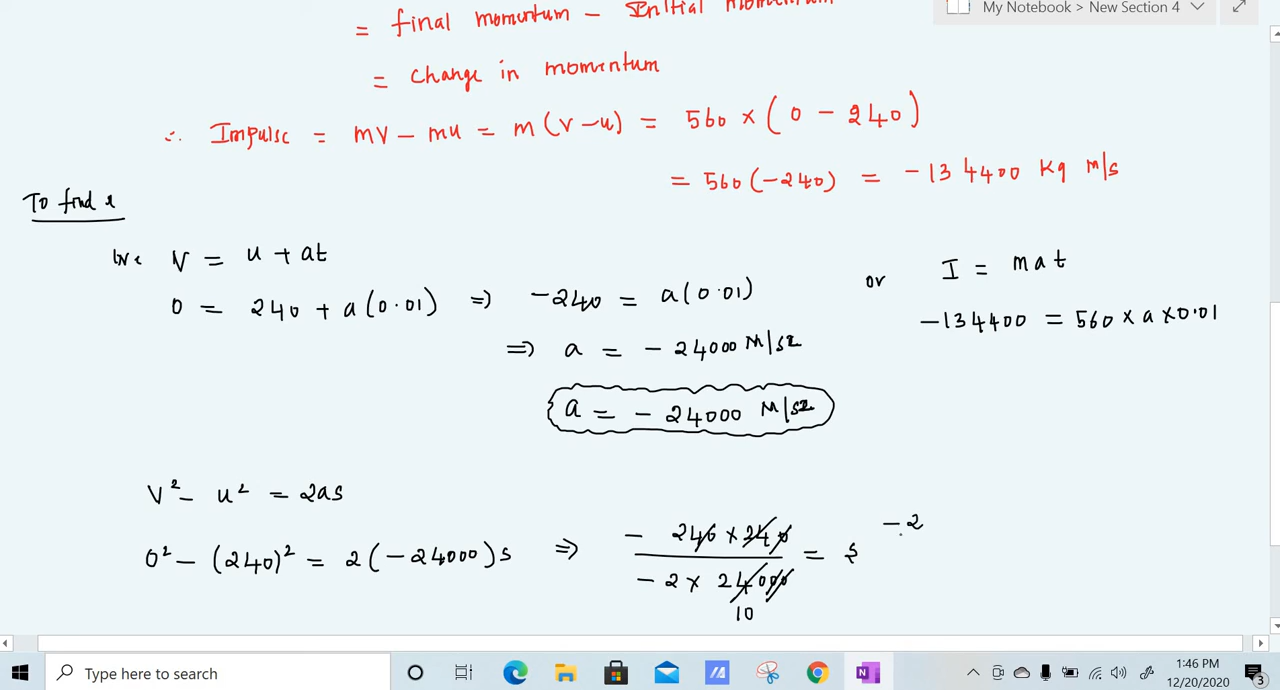 = final momentum - Initial momentum
My Notebook > New Section 4
= change in momentum
∴ Impulse = mv - mu = m(v-u) = 560 × (0 - 240)
= 560(-240) = -134400 kg m/s
To find s
We V = u + at
or I = mat
0 = 240 + a(0.01) ⇒ -240 = a(0.01)
-134400 = 560 × a × 0.01
⇒ a = - 24000 M/s2
a = - 24000 M/s2
V² - u² = 2as
0² - (240)² = 2(-24000)s ⇒ - 240 × 240 / - 2 × 24000 = s
-2
10
Type here to search
1:46 PM
12/20/2020
3